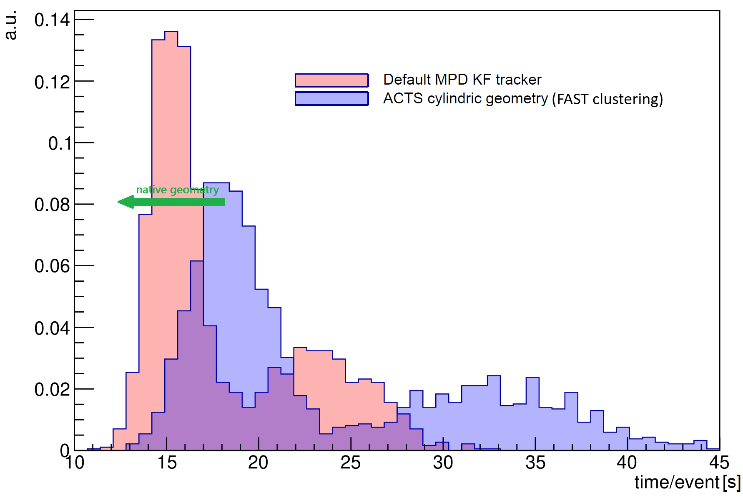 a.u.
0.14
0.12
0.1
0.08
0.06
0.04
0.02
0
Default MPD KF tracker
ACTS cylindric geometry (FAST clustering)
native geometry
10 15 20 25 30 35 40 45
time/event [s]